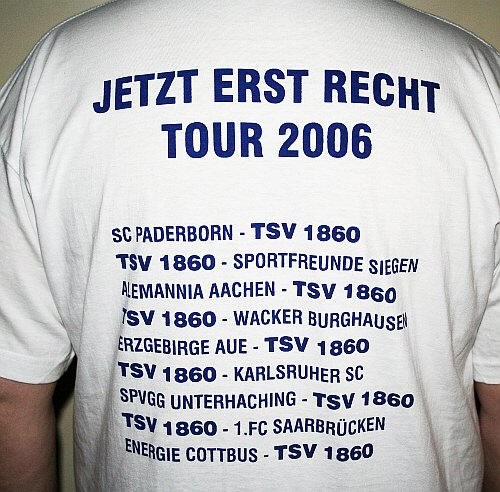 JETZT ERST RECHT
TOUR 2006
SC PADERBORN - TSV 1860
TSV 1860 - SPORTFREUNDE SIEGEN
ALEMANNIA AACHEN - TSV 1860
TSV 1860 - WACKER BURGHAUSEN
ERZGEBIRGE AUE - TSV 1860
TSV 1860 - KARLSRUHER SC
SPVGG UNTERHACHING - TSV 1860
TSV 1860 - 1.FC SAARBRÜCKEN
ENERGIE COTTBUS - TSV 1860